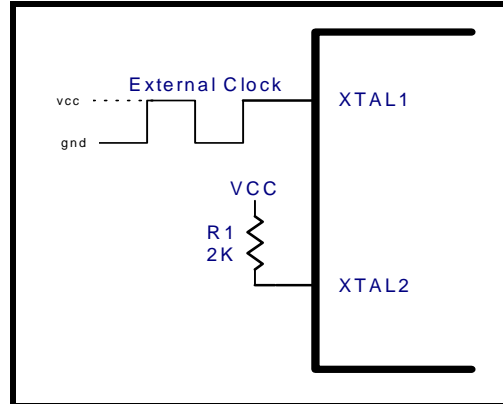 External Clock
vcc
XTAL1
gnd
VCC
R1
2K
XTAL2